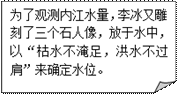 为了观测内江水量，李冰又雕
刻了三个石人像，放于水中，
以“枯水不淹足，洪水不过
肩”来确定水位。